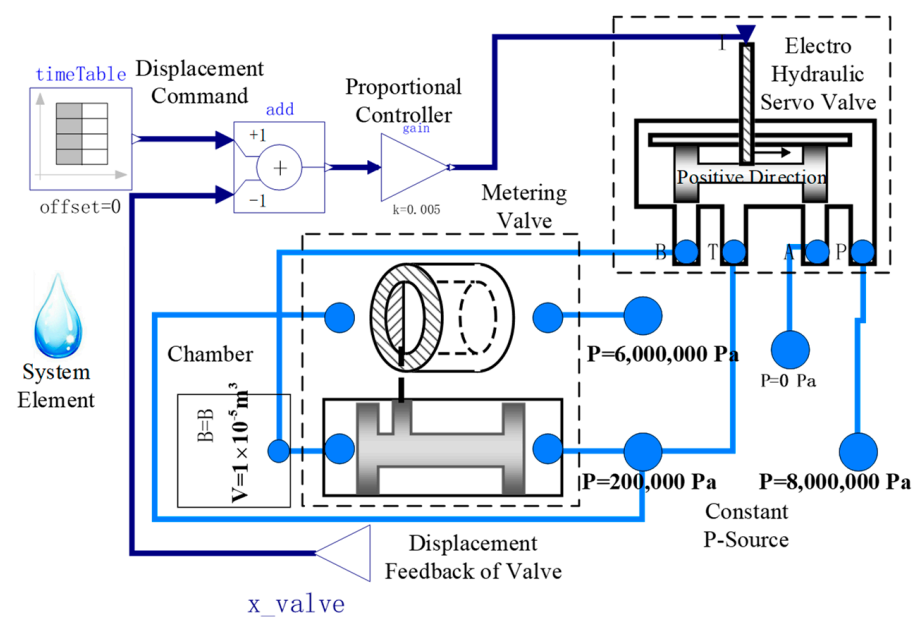 timeTable
offset=0
Displacement
Command
add
+1
+
-1
Proportional
Controller
gain
k=0.005
I
Electro
Hydraulic
Servo Valve
Positive Direction
B
T
A
P
Metering
Valve
System
Element
Chamber
B=B
V=1×10-5m3
P=6,000,000 Pa
P=0 Pa
P=200,000 Pa
P=8,000,000 Pa
Constant
P-Source
Displacement
Feedback of Valve
x_valve